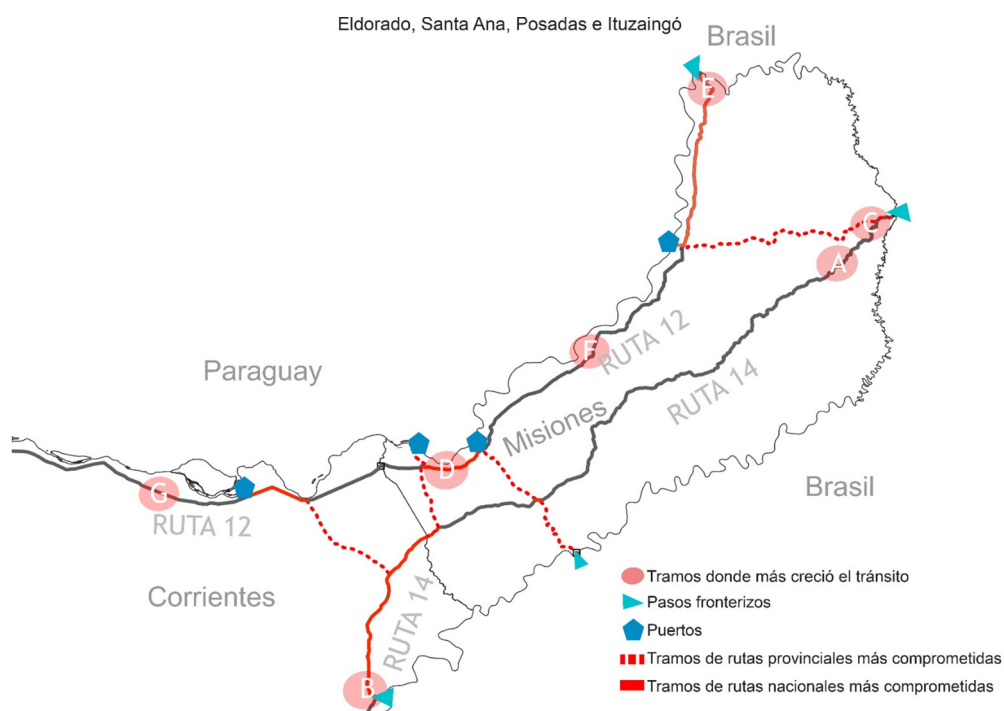 Eldorado, Santa Ana, Posadas e Ituzaingó
Brasil
E
C
A
F
RUTA 12
RUTA 14
Paraguay
Misiones
D
G
RUTA 12
Brasil
Corrientes
RUTA 14
B
Tramos donde más creció el tránsito
Pasos fronterizos
Puertos
Tramos de rutas provinciales más comprometidas
Tramos de rutas nacionales más comprometidas